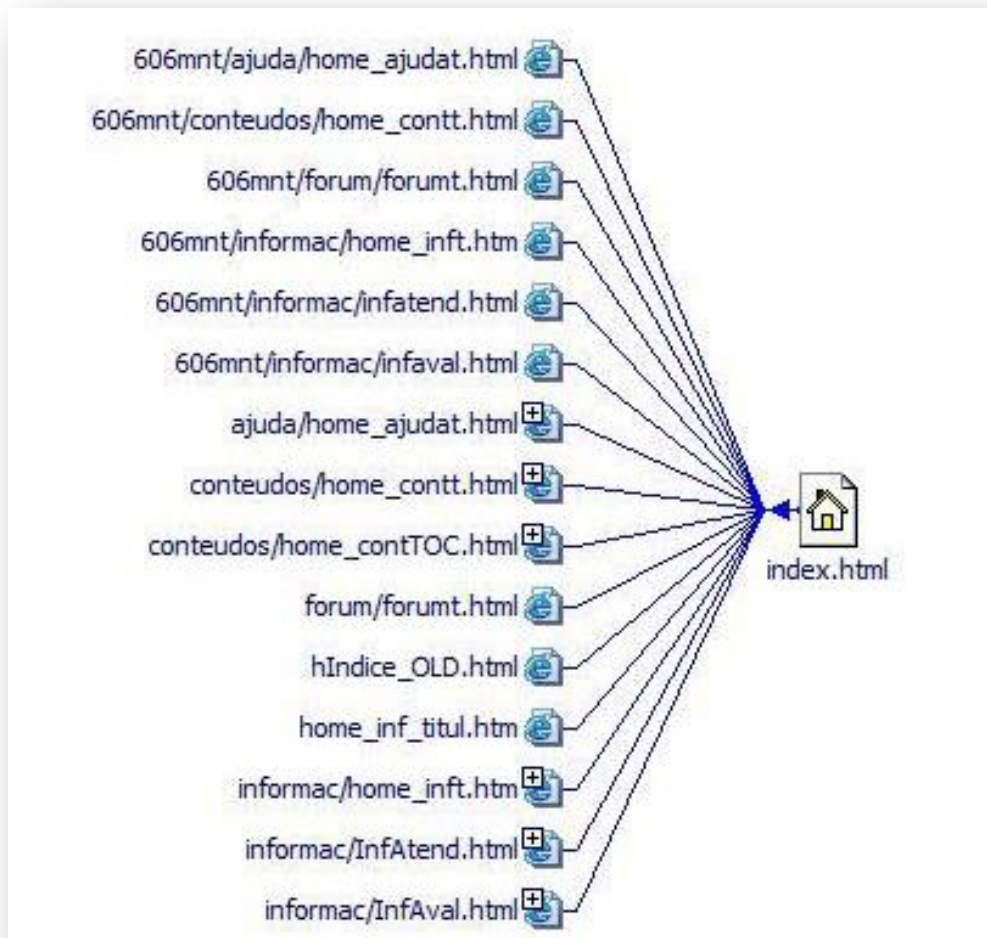 606mnt/ajuda/home_ajudat.html
606mnt/conteudos/home_contt.html
606mnt/forum/forumt.html
606mnt/informac/home_inft.htm
606mnt/informac/infatend.html
606mnt/informac/infaval.html
ajuda/home_ajudat.html
conteudos/home_contt.html
conteudos/home_contTOC.html
forum/forumt.html
hIndice_OLD.html
home_inf_titul.htm
informac/home_inft.htm
informac/InfAtend.html
informac/InfAval.html
index.html